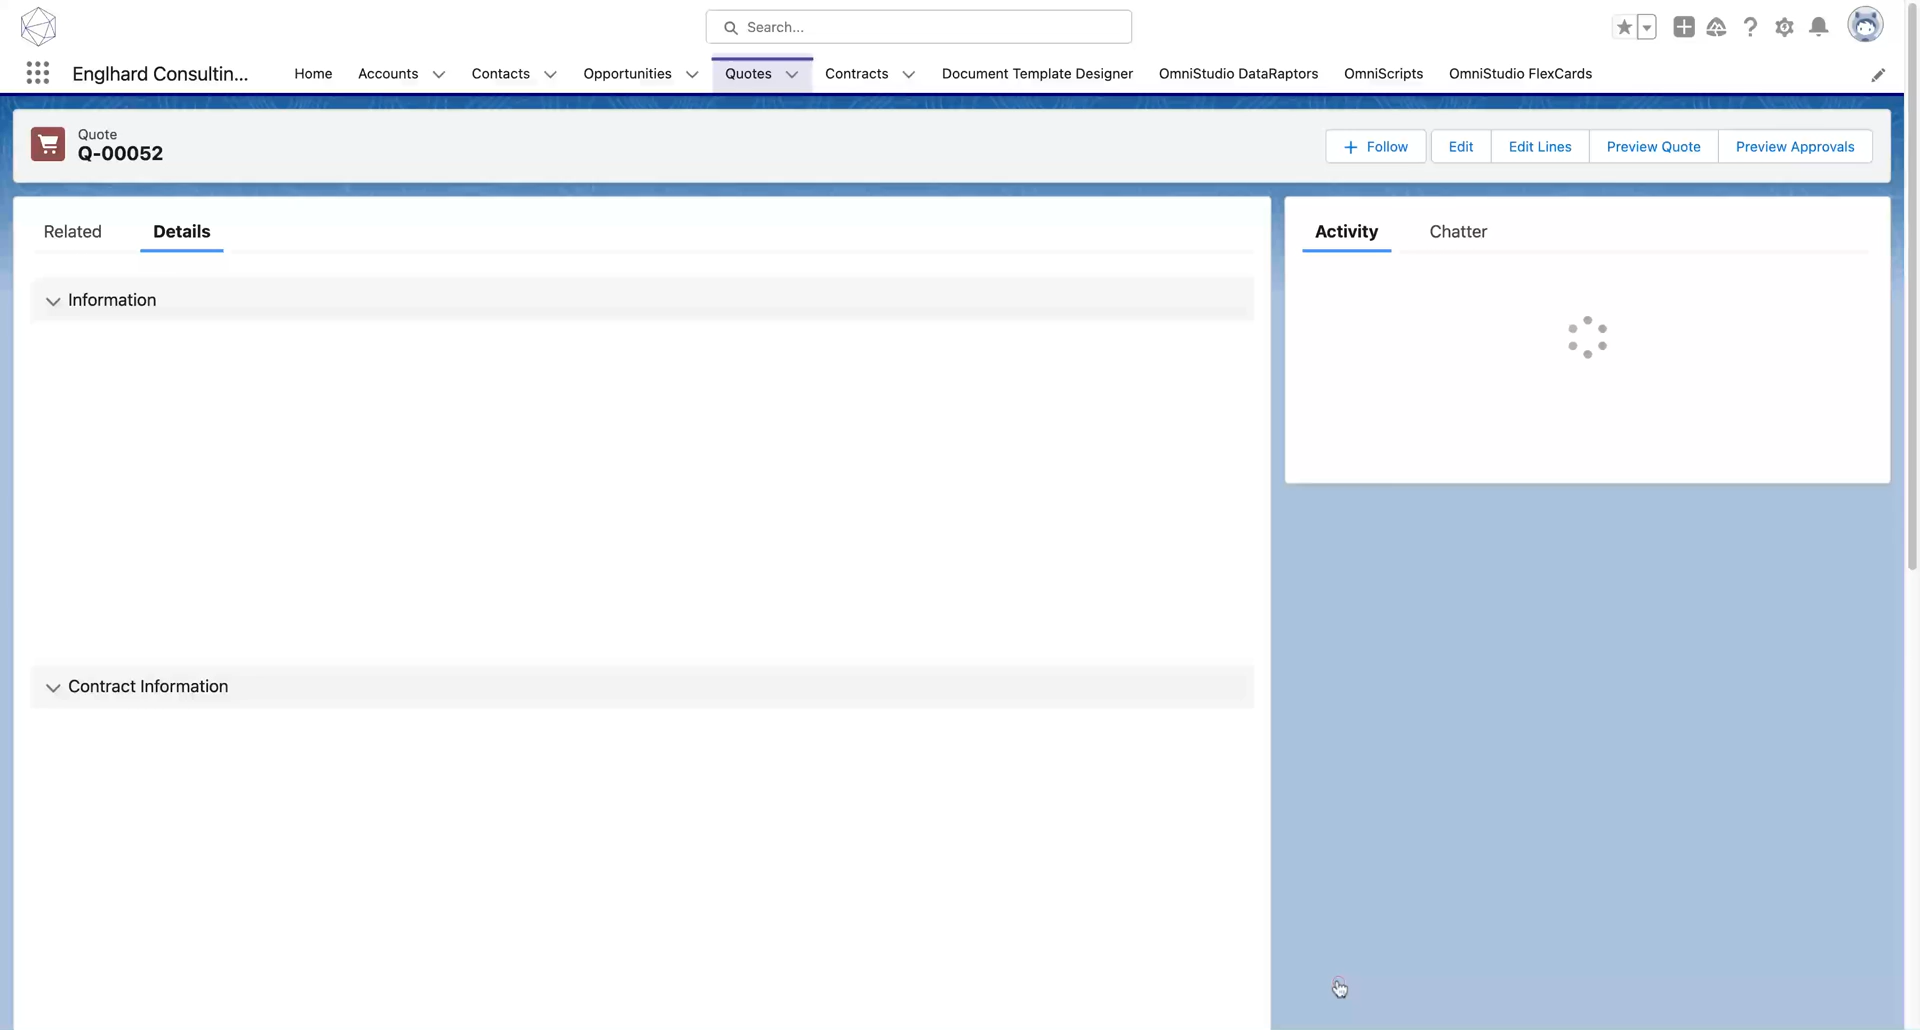 Search...
Englhard Consultin...
Home
Accounts
Contacts
Opportunities
Quotes
Contracts
Document Template Designer
OmniStudio DataRaptors
OmniScripts
OmniStudio FlexCards
Quote
Q-00052
Follow
Edit
Edit Lines
Preview Quote
Preview Approvals
Related
Details
Activity
Chatter
Information
Contract Information